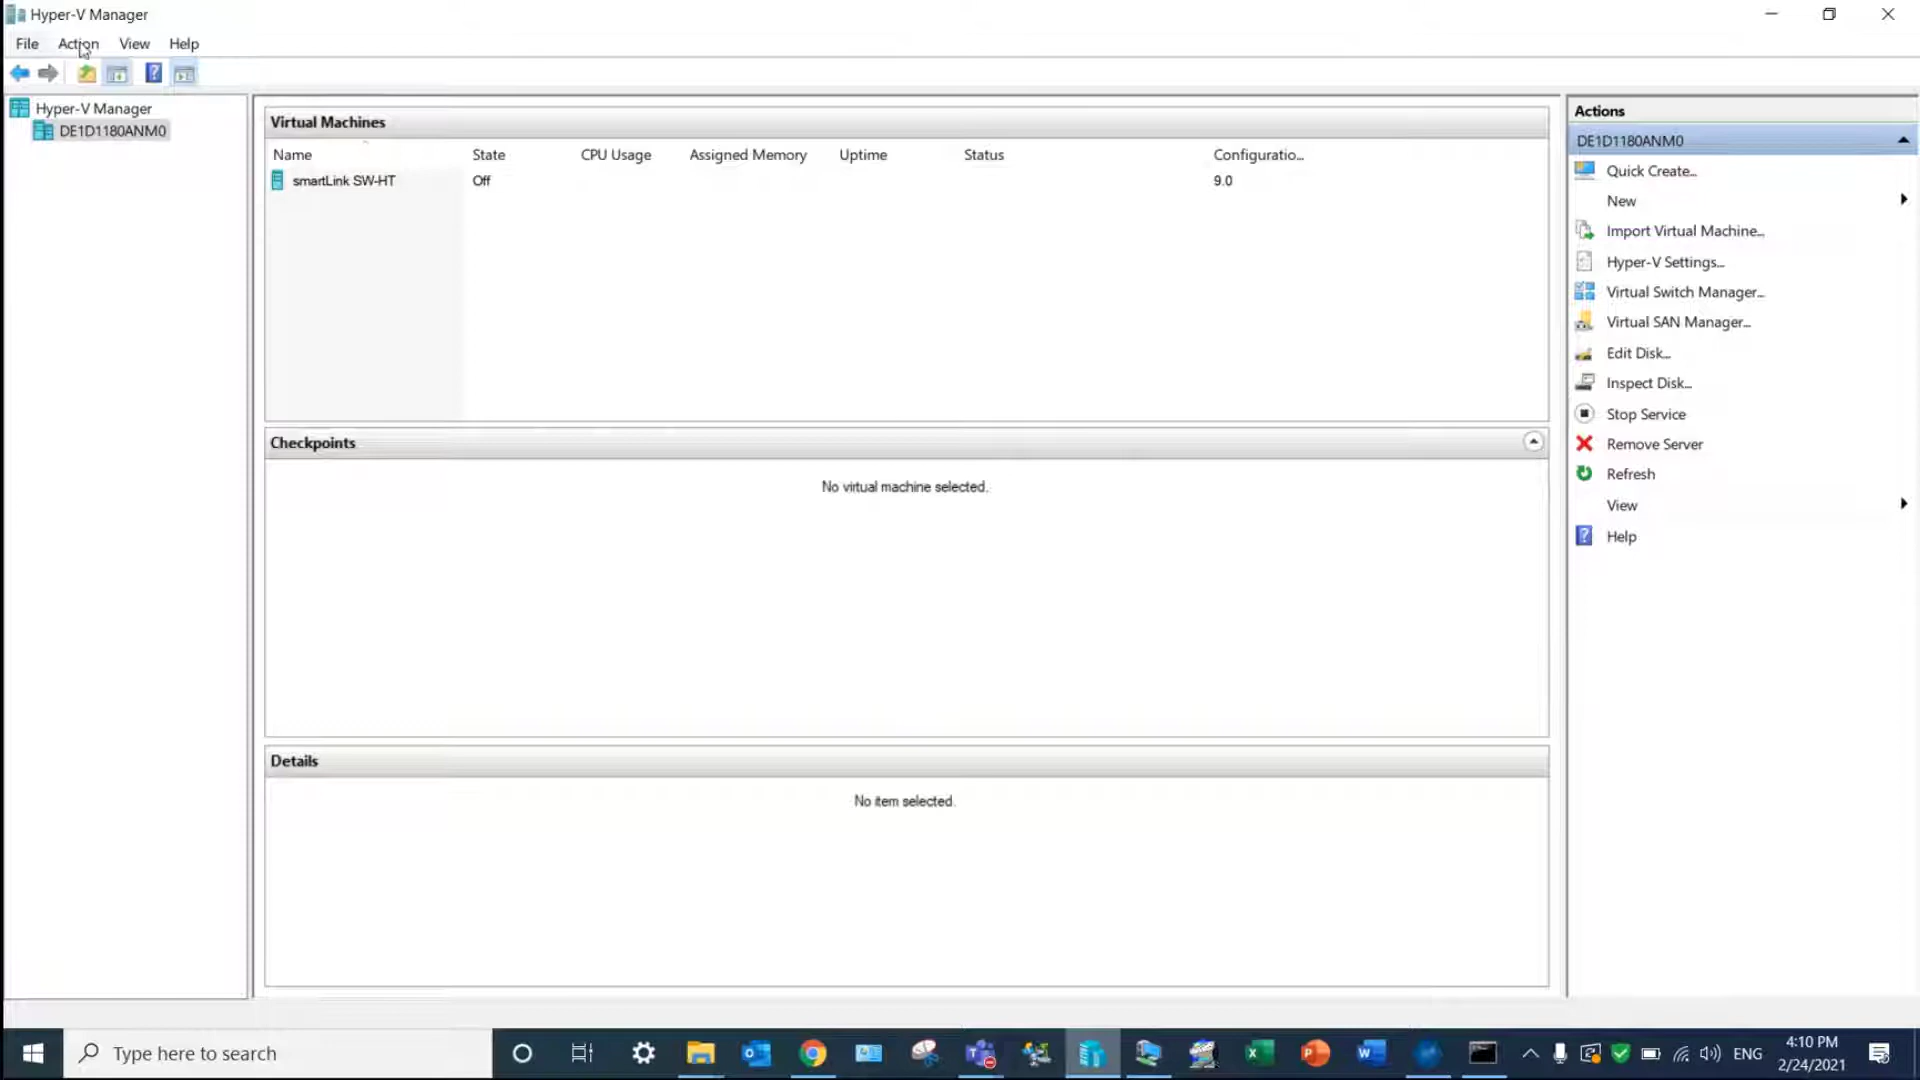 Hyper-V Manager
File Action View Help
Hyper-V Manager
DE1D1180ANM0
Virtual Machines
Name State CPU Usage Assigned Memory Uptime Status Configuratio...
smartLink SW-HT Off 9.0
Checkpoints
No virtual machine selected.
Details
No item selected.
Actions
DE1D1180ANM0
Quick Create...
New
Import Virtual Machine...
Hyper-V Settings...
Virtual Switch Manager...
Virtual SAN Manager...
Edit Disk...
Inspect Disk...
Stop Service
Remove Server
Refresh
View
Help
Type here to search
ENG
4:10 PM
2/24/2021